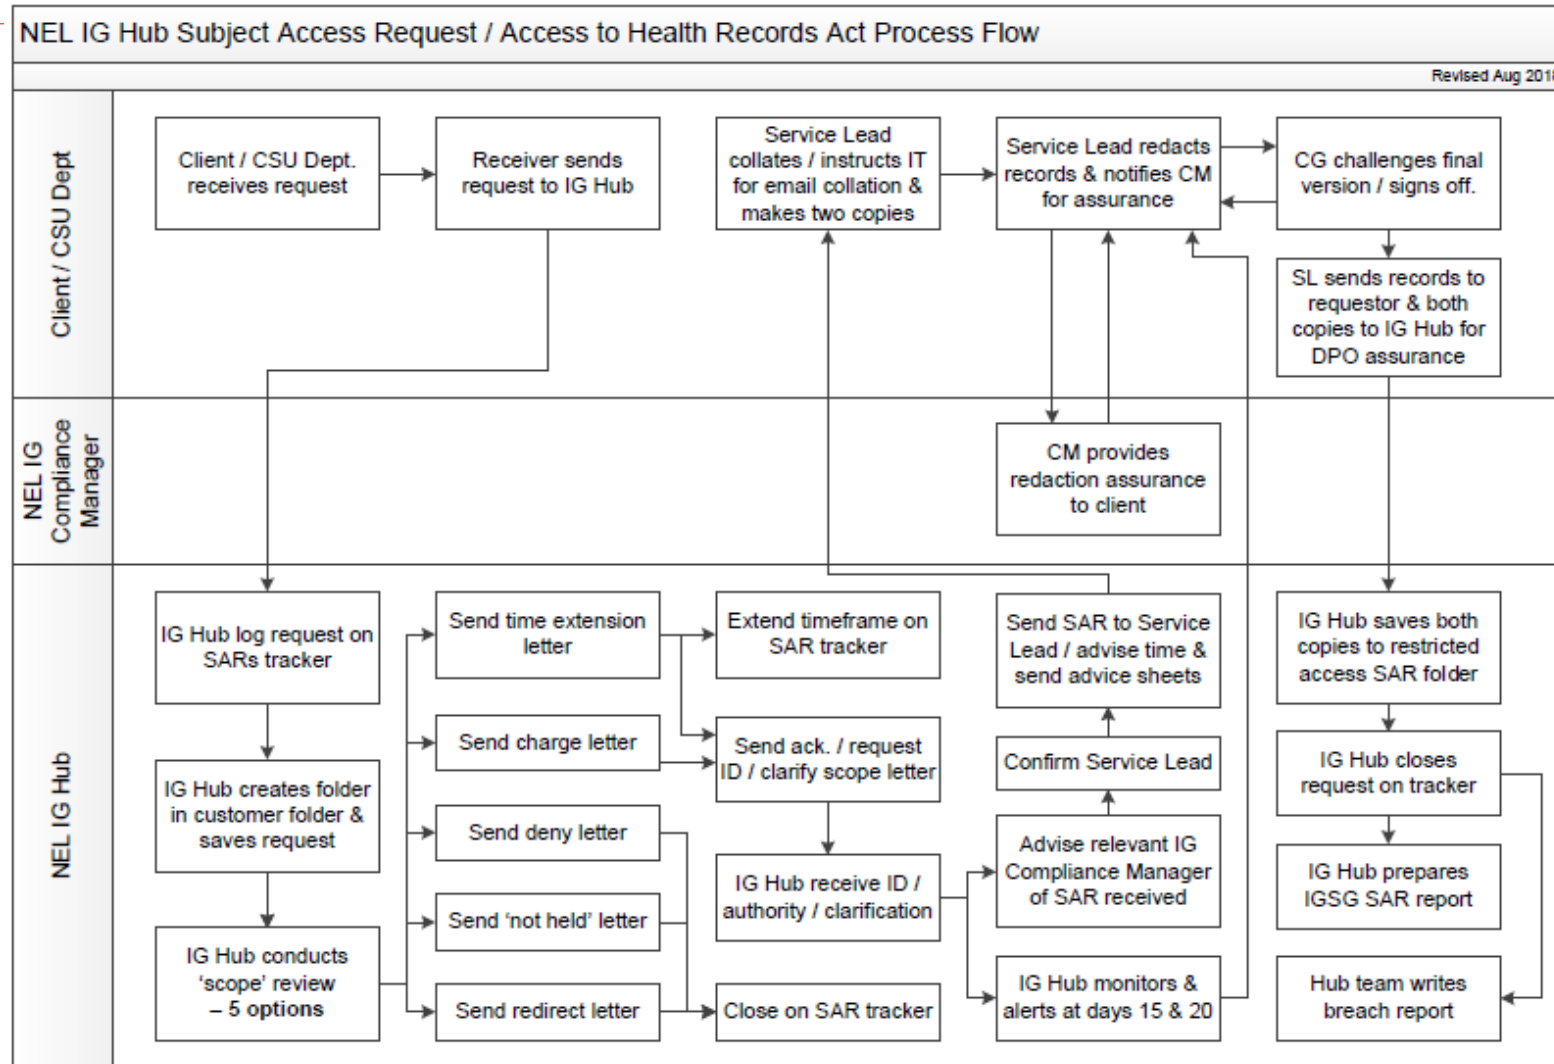 NEL IG Hub Subject Access Request / Access to Health Records Act Process Flow
Revised Aug 2018
Client / CSU Dept
Client / CSU Dept.
receives request
Receiver sends
request to IG Hub
Service Lead
collates / instructs IT
for email collation &
makes two copies
Service Lead redacts
records & notifies CM
for assurance
CG challenges final
version / signs off.
SL sends records to
requestor & both
copies to IG Hub for
DPO assurance
NEL IG
Compliance
Manager
CM provides
redaction assurance
to client
NEL IG Hub
IG Hub log request on
SARs tracker
IG Hub creates folder
in customer folder &
saves request
IG Hub conducts
‘scope’ review
– 5 options
Send time extension
letter
Send charge letter
Send deny letter
Send ‘not held’ letter
Send redirect letter
Extend timeframe on
SAR tracker
Send ack. / request
ID / clarify scope letter
IG Hub receive ID /
authority / clarification
Close on SAR tracker
Send SAR to Service
Lead / advise time &
send advice sheets
Confirm Service Lead
Advise relevant IG
Compliance Manager
of SAR received
IG Hub monitors &
alerts at days 15 & 20
IG Hub saves both
copies to restricted
access SAR folder
IG Hub closes
request on tracker
IG Hub prepares
IGSG SAR report
Hub team writes
breach report